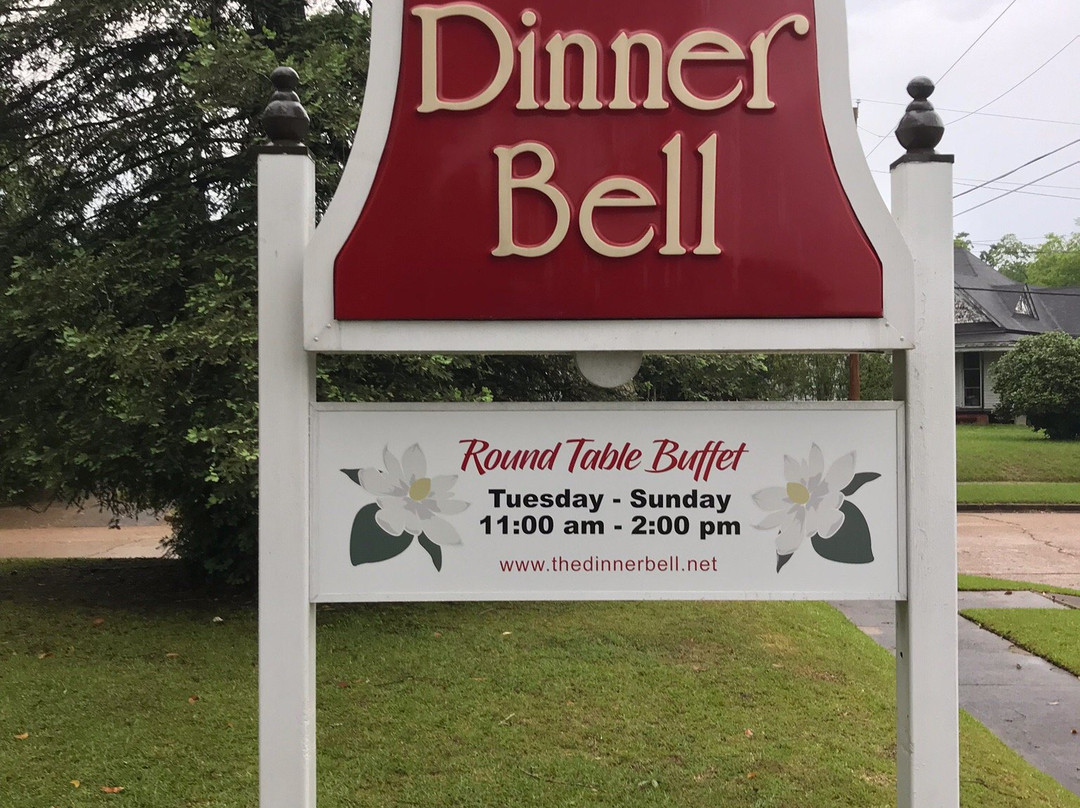 Dinner
Bell
Round Table Buffet
Tuesday - Sunday
11:00 am - 2:00 pm
www.thedinnerbell.net